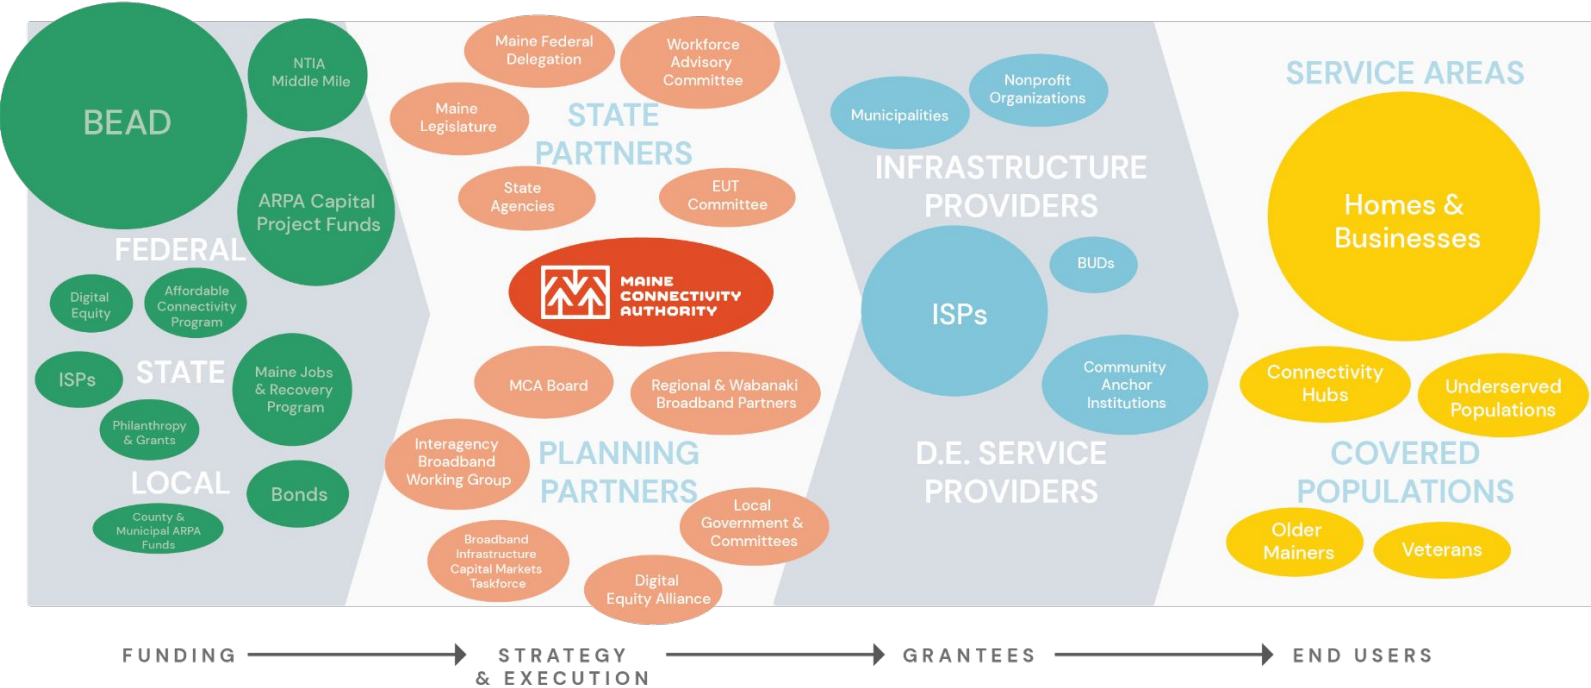 BEAD
NTIA
Middle Mile
ARPA Capital
Project Funds
FEDERAL
Digital
Equity
Affordable
Connectivity
Program
ISPs
STATE
Maine Jobs
& Recovery
Program
Philanthropy
& Grants
LOCAL
Bonds
County &
Municipal ARPA
Funds
Maine Federal
Delegation
Workforce
Advisory
Committee
Maine
Legislature
STATE
PARTNERS
State
Agencies
EUT
Committee
MAINE
CONNECTIVITY
AUTHORITY
MCA Board
Regional & Wabanaki
Broadband Partners
Interagency
Broadband
Working Group
PLANNING
PARTNERS
Local
Government &
Committees
Broadband
Infrastructure
Capital Markets
Taskforce
Digital
Equity Alliance
Municipalities
Nonprofit
Organizations
INFRASTRUCTURE
PROVIDERS
ISPs
BUDs
Community
Anchor
Institutions
D.E. SERVICE
PROVIDERS
SERVICE AREAS
Homes &
Businesses
Connectivity
Hubs
Underserved
Populations
COVERED
POPULATIONS
Older
Mainers
Veterans
FUNDING
STRATEGY
& EXECUTION
GRANTEES
END USERS